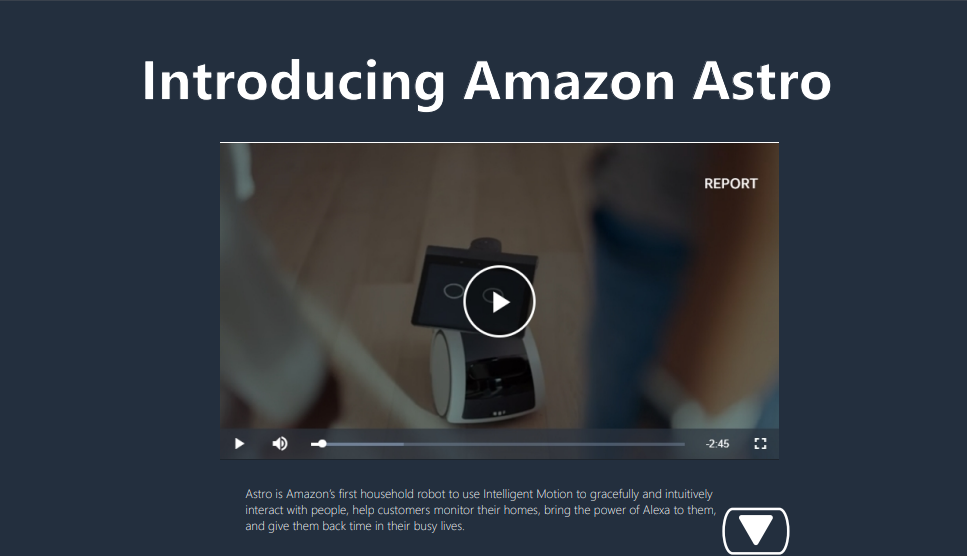 Introducing Amazon Astro
REPORT
-2:45
Astro is Amazon's first household robot to use Intelligent Motion to gracefully and intuitively
interact with people, help customers monitor their homes, bring the power of Alexa to them,
and give them back time in their busy lives.